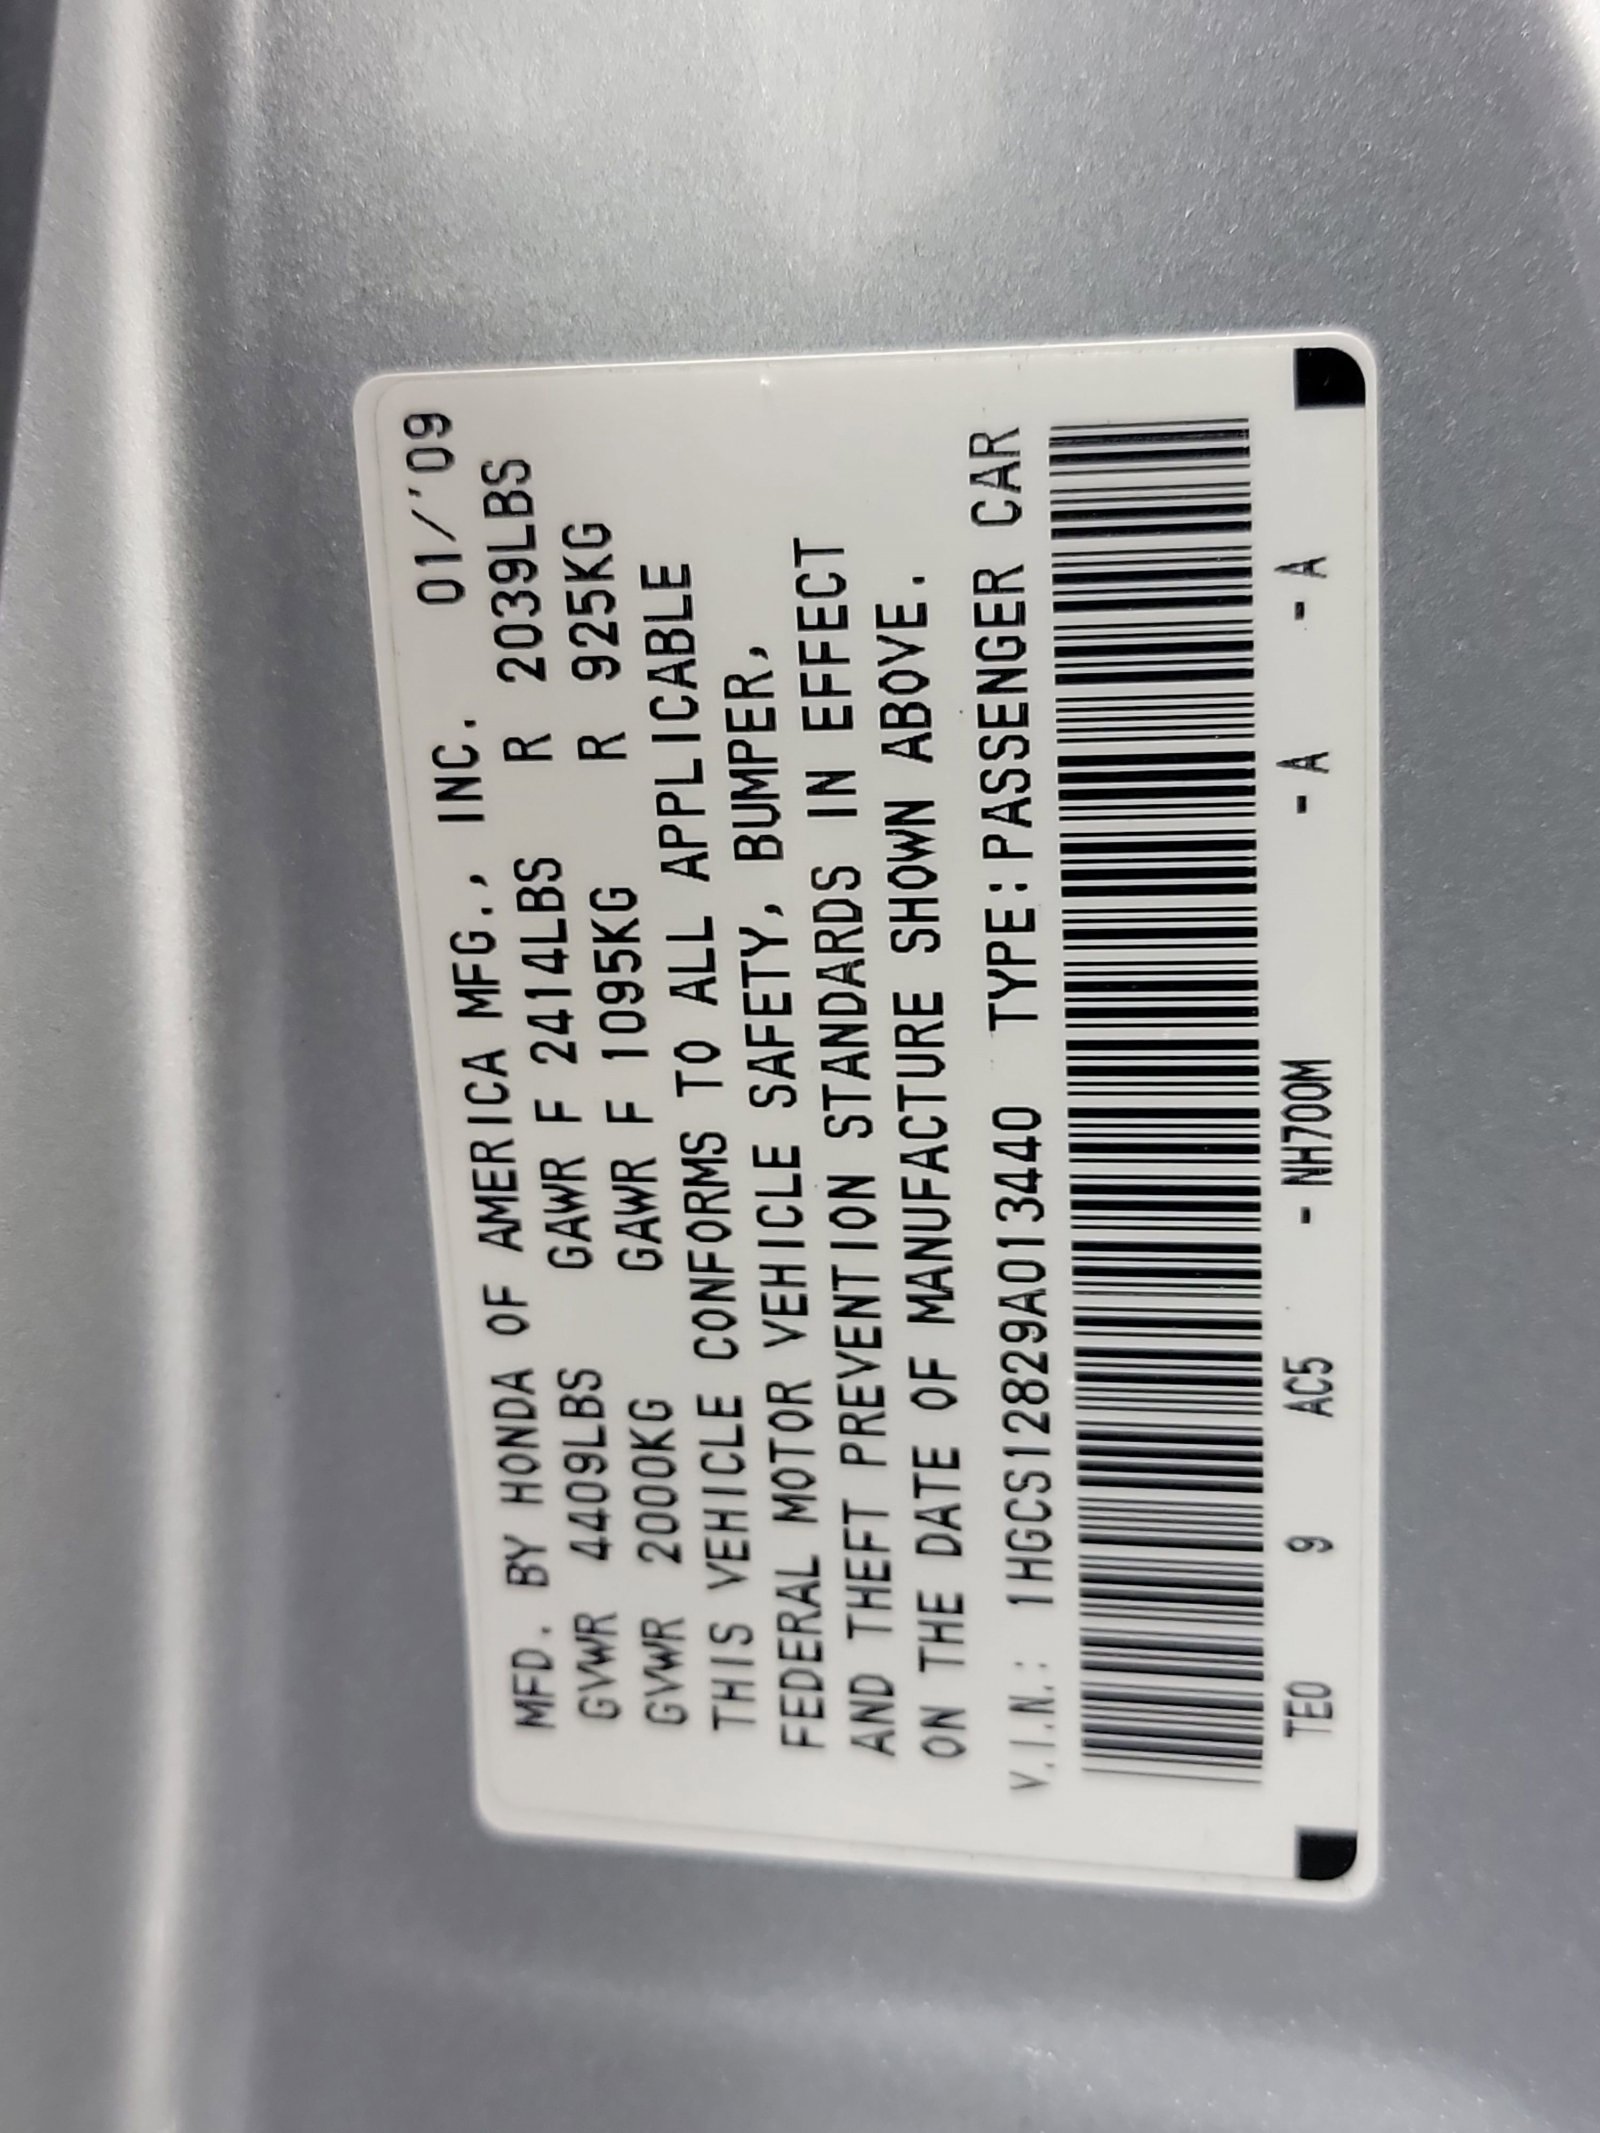 MFD. BY HONDA OF AMERICA MFG., INC. 01/'09
GVWR 4409LBS GAWR F 2414LBS R 2039LBS
GVWR 2000KG GAWR F 1095KG R 925KG
THIS VEHICLE CONFORMS TO ALL APPLICABLE
FEDERAL MOTOR VEHICLE SAFETY, BUMPER,
AND THEFT PREVENTION STANDARDS IN EFFECT
ON THE DATE OF MANUFACTURE SHOWN ABOVE.
V.I.N.: 1HGCS12829A013440 TYPE:PASSENGER CAR
TE0 9 AC5 - NH700M - A - A